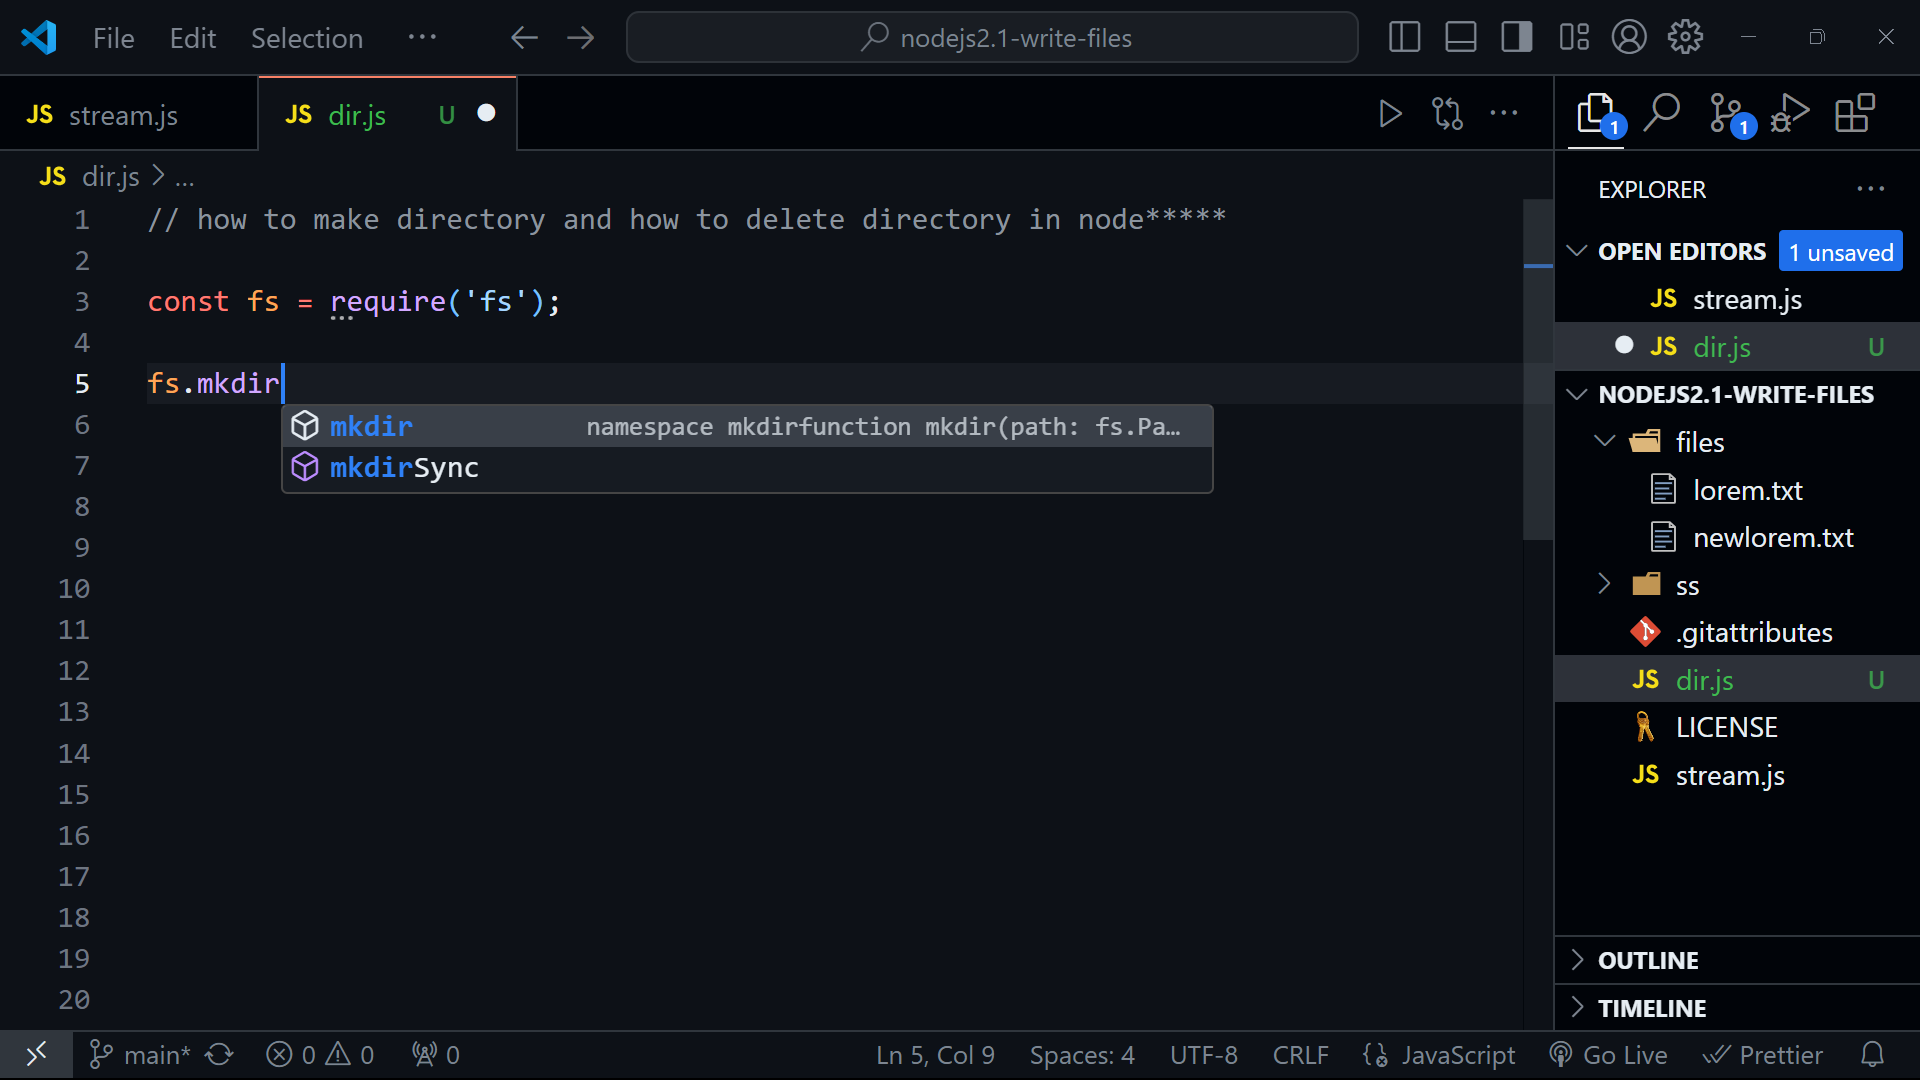 File Edit Selection ···
nodejs2.1-write-files
JS stream.js
JS dir.js U
JS dir.js > ...
1 // how to make directory and how to delete directory in node*****
2
3 const fs = require('fs');
4
5 fs.mkdir
6
7
8
9
10
11
12
13
14
15
16
17
18
19
20
mkdir namespace mkdirfunction mkdir(path: fs.Pa…
mkdirSync
1
1
EXPLORER
OPEN EDITORS 1 unsaved
JS stream.js
JS dir.js U
NODEJS2.1-WRITE-FILES
files
lorem.txt
newlorem.txt
ss
.gitattributes
JS dir.js U
LICENSE
JS stream.js
OUTLINE
TIMELINE
main* 0 0 0 Ln 5, Col 9 Spaces: 4 UTF-8 CRLF JavaScript Go Live Prettier